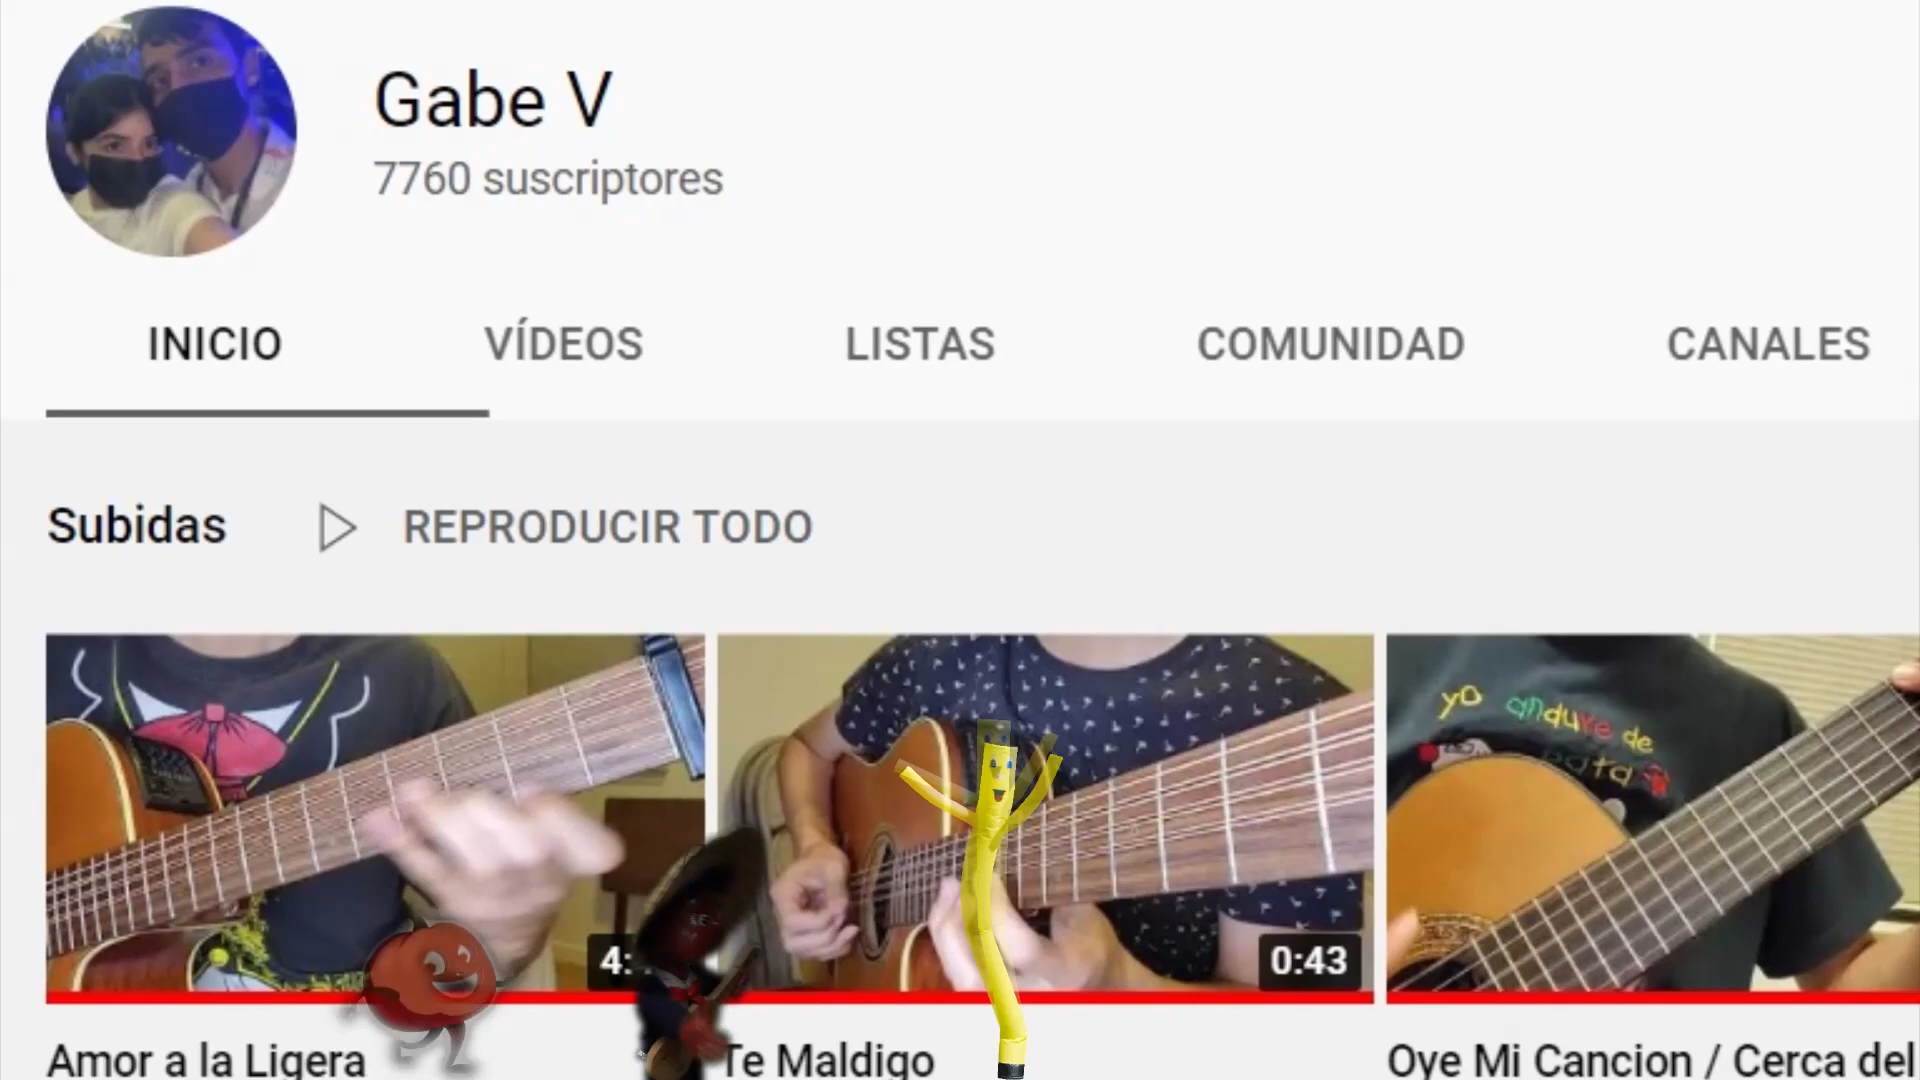 Gabe V
7760 suscriptores
INICIO
VÍDEOS
LISTAS
COMUNIDAD
CANALES
Subidas
REPRODUCIR TODO
yo anduve de
4:
0:43
Amor a la Ligera
Te Maldigo
Oye Mi Cancion / Cerca del